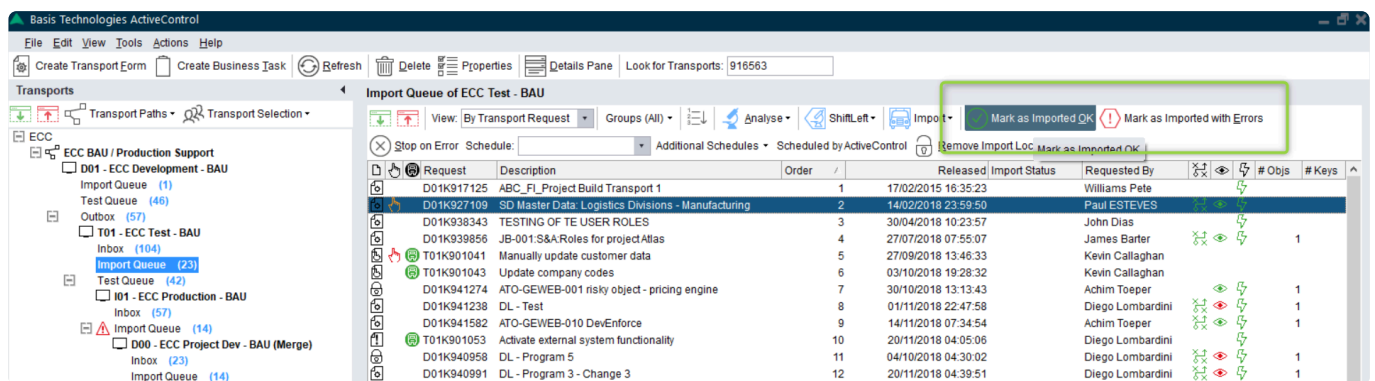 Basis Technologies ActiveControl
File Edit View Tools Actions Help
Create Transport Form Create Business Task Refresh Delete Properties Details Pane Look for Transports: 916563
Transports
Transport Paths Transport Selection
ECC
ECC BAU / Production Support
D01 - ECC Development - BAU
Import Queue (1)
Test Queue (46)
Outbox (57)
T01 - ECC Test - BAU
Inbox (104)
Import Queue (23)
Test Queue (42)
I01 - ECC Production - BAU
Inbox (57)
Import Queue (14)
D00 - ECC Project Dev - BAU (Merge)
Inbox (23)
Import Queue (14)
Import Queue of ECC Test - BAU
View: By Transport Request Groups (All) Analyse ShiftLeft Import Mark as Imported OK Mark as Imported with Errors
Stop on Error Schedule: Additional Schedules Scheduled by ActiveControl Remove Import Loc
Mark as Imported OK
Request Description Order Released Import Status Requested By # Objs # Keys
D01K917125 ABC_FI_Project Build Transport 1 1 17/02/2015 16:35:23 Williams Pete
D01K927109 SD Master Data: Logistics Divisions - Manufacturing 2 14/02/2018 23:59:50 Paul ESTEVES
D01K938343 TESTING OF TE USER ROLES 3 30/04/2018 10:23:57 John Dias
D01K939856 JB-001:S&A:Roles for project Atlas 4 27/07/2018 07:55:07 James Barter 1
T01K901041 Manually update customer data 5 27/09/2018 13:46:33 Kevin Callaghan
T01K901043 Update company codes 6 03/10/2018 19:28:32 Kevin Callaghan
D01K941274 ATO-GEWEB-001 risky object - pricing engine 7 30/10/2018 13:13:43 Achim Toeper 1
D01K941238 DL - Test 8 01/11/2018 22:47:58 Diego Lombardini 1
D01K941582 ATO-GEWEB-010 DevEnforce 9 14/11/2018 07:34:54 Achim Toeper 1
T01K901053 Activate external system functionality 10 20/11/2018 04:05:06 Diego Lombardini
D01K940958 DL - Program 5 11 04/10/2018 04:30:02 Diego Lombardini 1
D01K940991 DL - Program 3 - Change 3 12 20/11/2018 04:39:51 Diego Lombardini 1